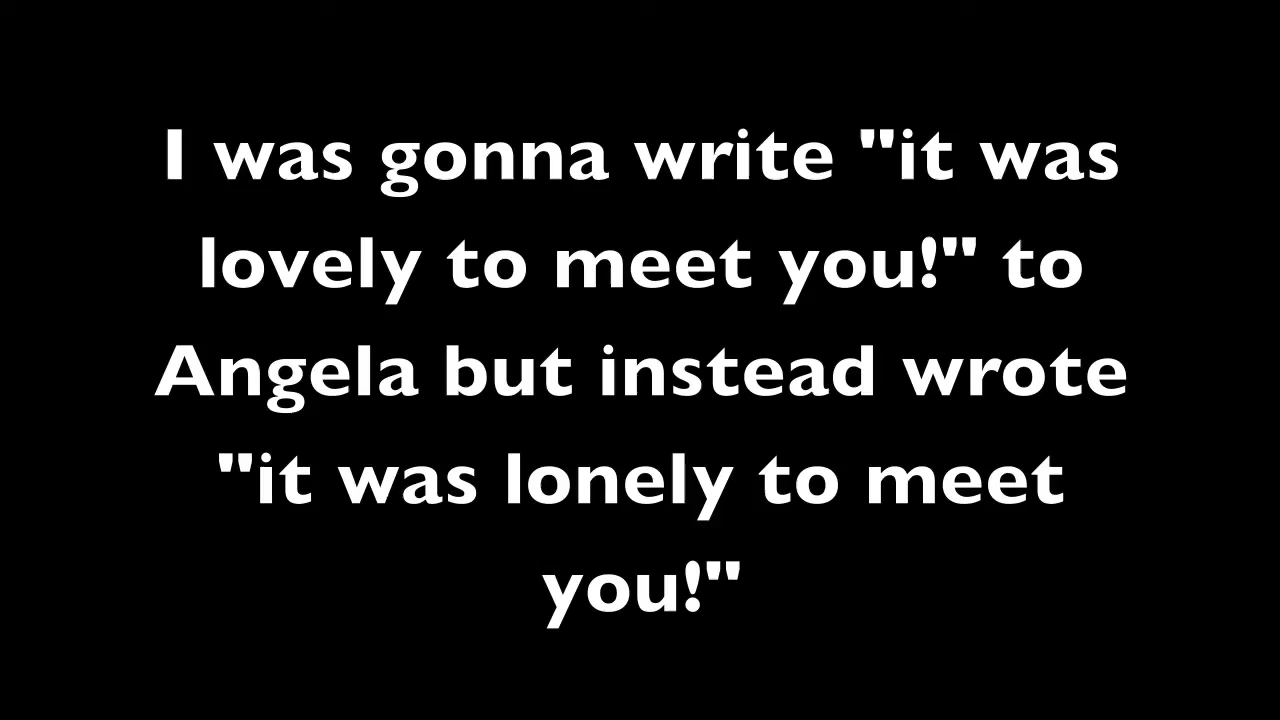 I was gonna write "it was
lovely to meet you!" to
Angela but instead wrote
"it was lonely to meet
you!"